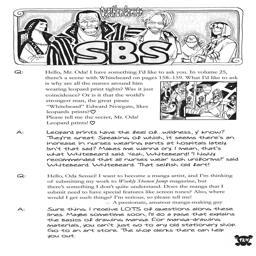 SBS
Q: Hello, Mr. Oda! I have something I'd like to ask you. In volume 25,
there's a scene with Whitebeard on pages 158-159. What I'd like to ask
is why are all the nurses around him
wearing leopard print tights? Was it just
coincidence? Or is it that the world's
strongest man, the great pirate
"Whitebeard" Edward Newgate, likes
leopard prints♡
Please tell me the secret, Mr. Oda!
A: Leopard prints have that feel of...wildness, y'know?
They're great! Speaking of which, it seems there's an
increase in nurses wearing pants at hospitals lately.
Isn't that sad? Makes me wanna cry. I mean, that's
what Whitebeard said. Yeah, Whitebeard! "I highly
recommended that all nurses wear such uniforms!" said
Whitebeard. Whitebeard. That selfish old fart!
Q: Hello, Oda Sensei! I want to become a manga artist, and I'm thinking
of submitting my work to Weekly Shonen Jump magazine, but
there's something I don't quite understand. Does the manga that I
submit need to have special features like screen tones? Also, where
would I get such things? I'm serious, so please tell me!
A passionate, amateur manga-making guy
A: Sure thing. I receive LOTS of questions along these
lines. Maybe sometime soon, I'll do a page that explains
the basics of drawing manga. For manga-drawing
materials, you can't just go to any old stationery shop.
Go to an art store. The shop clerks there can help
you out.